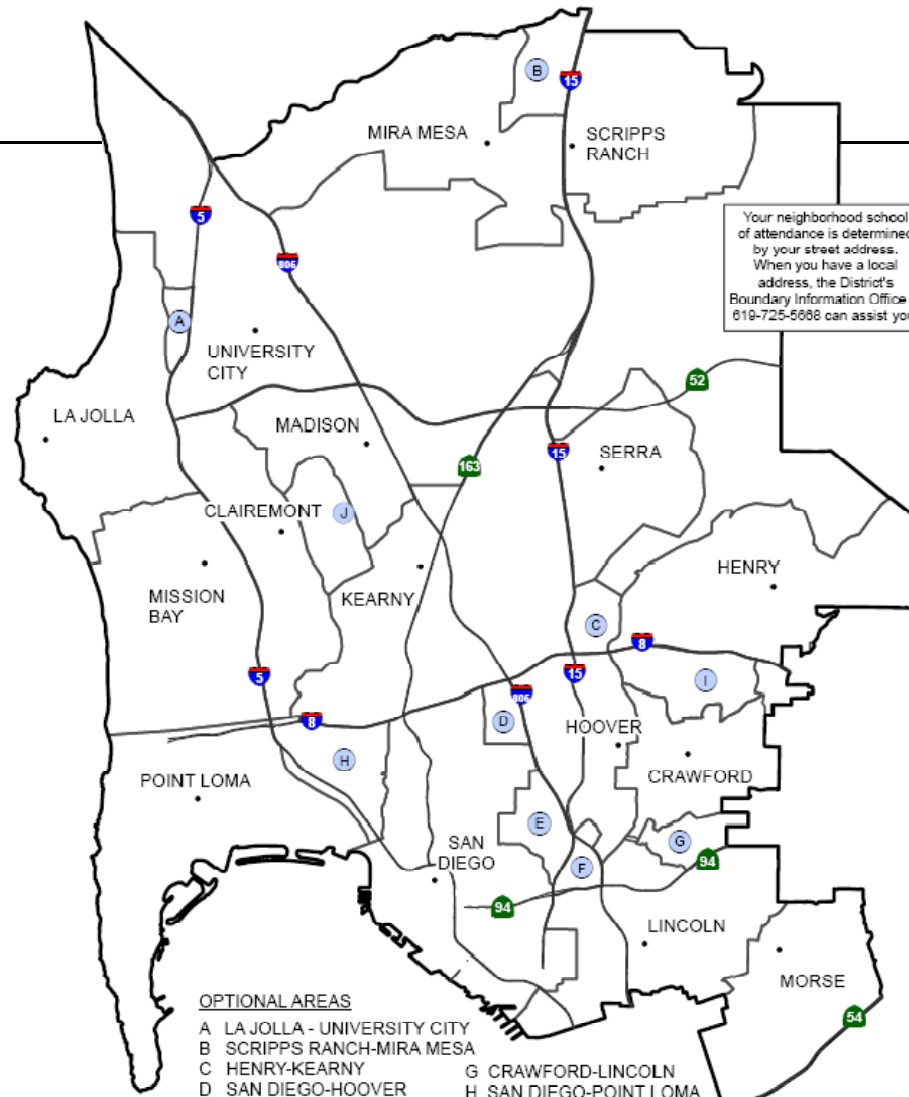 B
15
MIRA MESA
SCRIPPS
RANCH
5
805
Your neighborhood school
of attendance is determined
by your street address.
When you have a local
address, the District's
Boundary Information Office
619-725-5668 can assist you
A
UNIVERSITY
CITY
52
LA JOLLA
MADISON
15
163
SERRA
CLAIREMONT
J
HENRY
MISSION
BAY
KEARNY
C
8
5
15
I
805
8
D
HOOVER
H
CRAWFORD
POINT LOMA
E
SAN
DIEGO
G
F
94
94
LINCOLN
MORSE
54
OPTIONAL AREAS
A LA JOLLA - UNIVERSITY CITY
B SCRIPPS RANCH-MIRA MESA
C HENRY-KEARNY
D SAN DIEGO-HOOVER
G CRAWFORD-LINCOLN
H SAN DIEGO-POINT LOMA